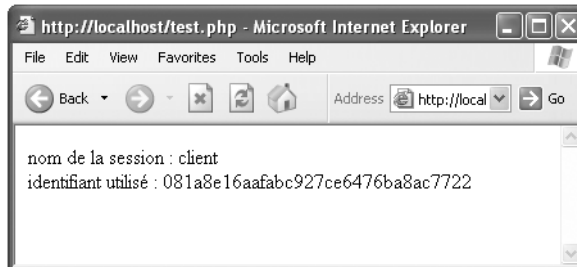 http://localhost/test.php - Microsoft Internet Explorer
File Edit View Favorites Tools Help
Back Address http://local Go
nom de la session : client
identifiant utilisé : 081a8e16aafabc927ce6476ba8ac7722